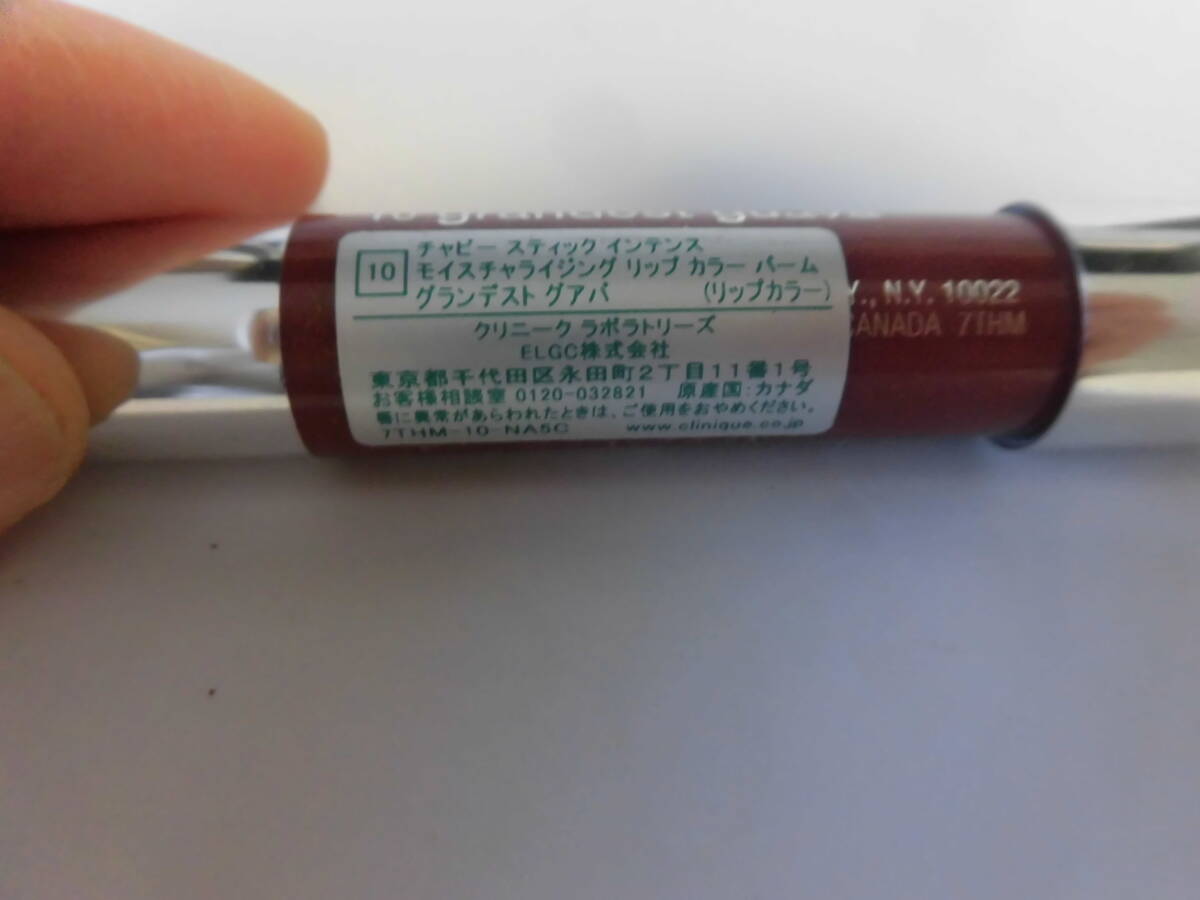 10 grandest guava
10
チャビー スティック インテンス
モイスチャライジング リップ カラー バーム
グランデスト グアバ (リップカラー)
クリニーク ラボラトリーズ
ELGC株式会社
東京都千代田区永田町2丁目11番1号
お客様相談室 0120-032821 原産国:カナダ
唇に異常があらわれたときは、ご使用をおやめください。
7THM-10-NA5C www.clinique.co.jp
Y., N.Y. 10022
CANADA 7THM